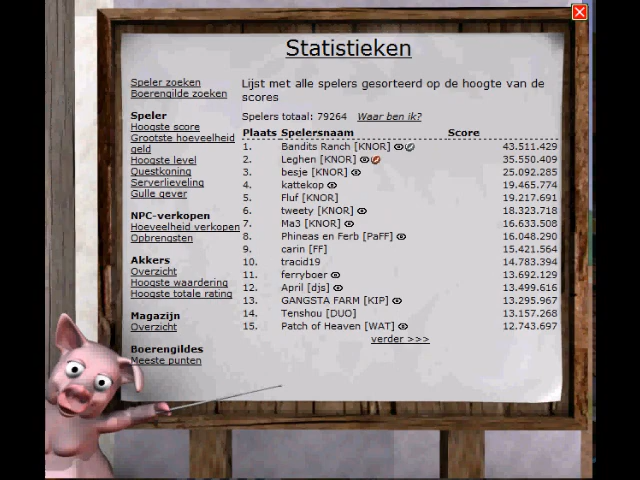 Statistieken
Speler zoeken
Boerengilde zoeken
Speler
Hoogste score
Grootste hoeveelheid
geld
Hoogste level
Questkoning
Serverlieveling
Gulle gever
NPC-verkopen
Hoeveelheid verkopen
Opbrengsten
Akkers
Overzicht
Hoogste waardering
Hoogste totale rating
Magazijn
Overzicht
Boerengildes
Meeste punten
Lijst met alle spelers gesorteerd op de hoogte van de
scores
Spelers totaal: 79264 Waar ben ik?
Plaats Spelersnaam Score
1. Bandits Ranch [KNOR] 43.511.429
2. Leghen [KNOR] 35.550.409
3. besje [KNOR] 25.092.285
4. kattekop 19.465.774
5. Fluf [KNOR] 19.217.691
6. tweety [KNOR] 18.323.718
7. Ma3 [KNOR] 16.633.508
8. Phineas en Ferb [PaFF] 16.048.290
9. carin [FF] 15.421.564
10. tracid19 14.783.394
11. ferryboer 13.692.129
12. April [djs] 13.499.616
13. GANGSTA FARM [KIP] 13.295.967
14. Tenshou [DUO] 13.157.268
15. Patch of Heaven [WAT] 12.743.697
verder >>>